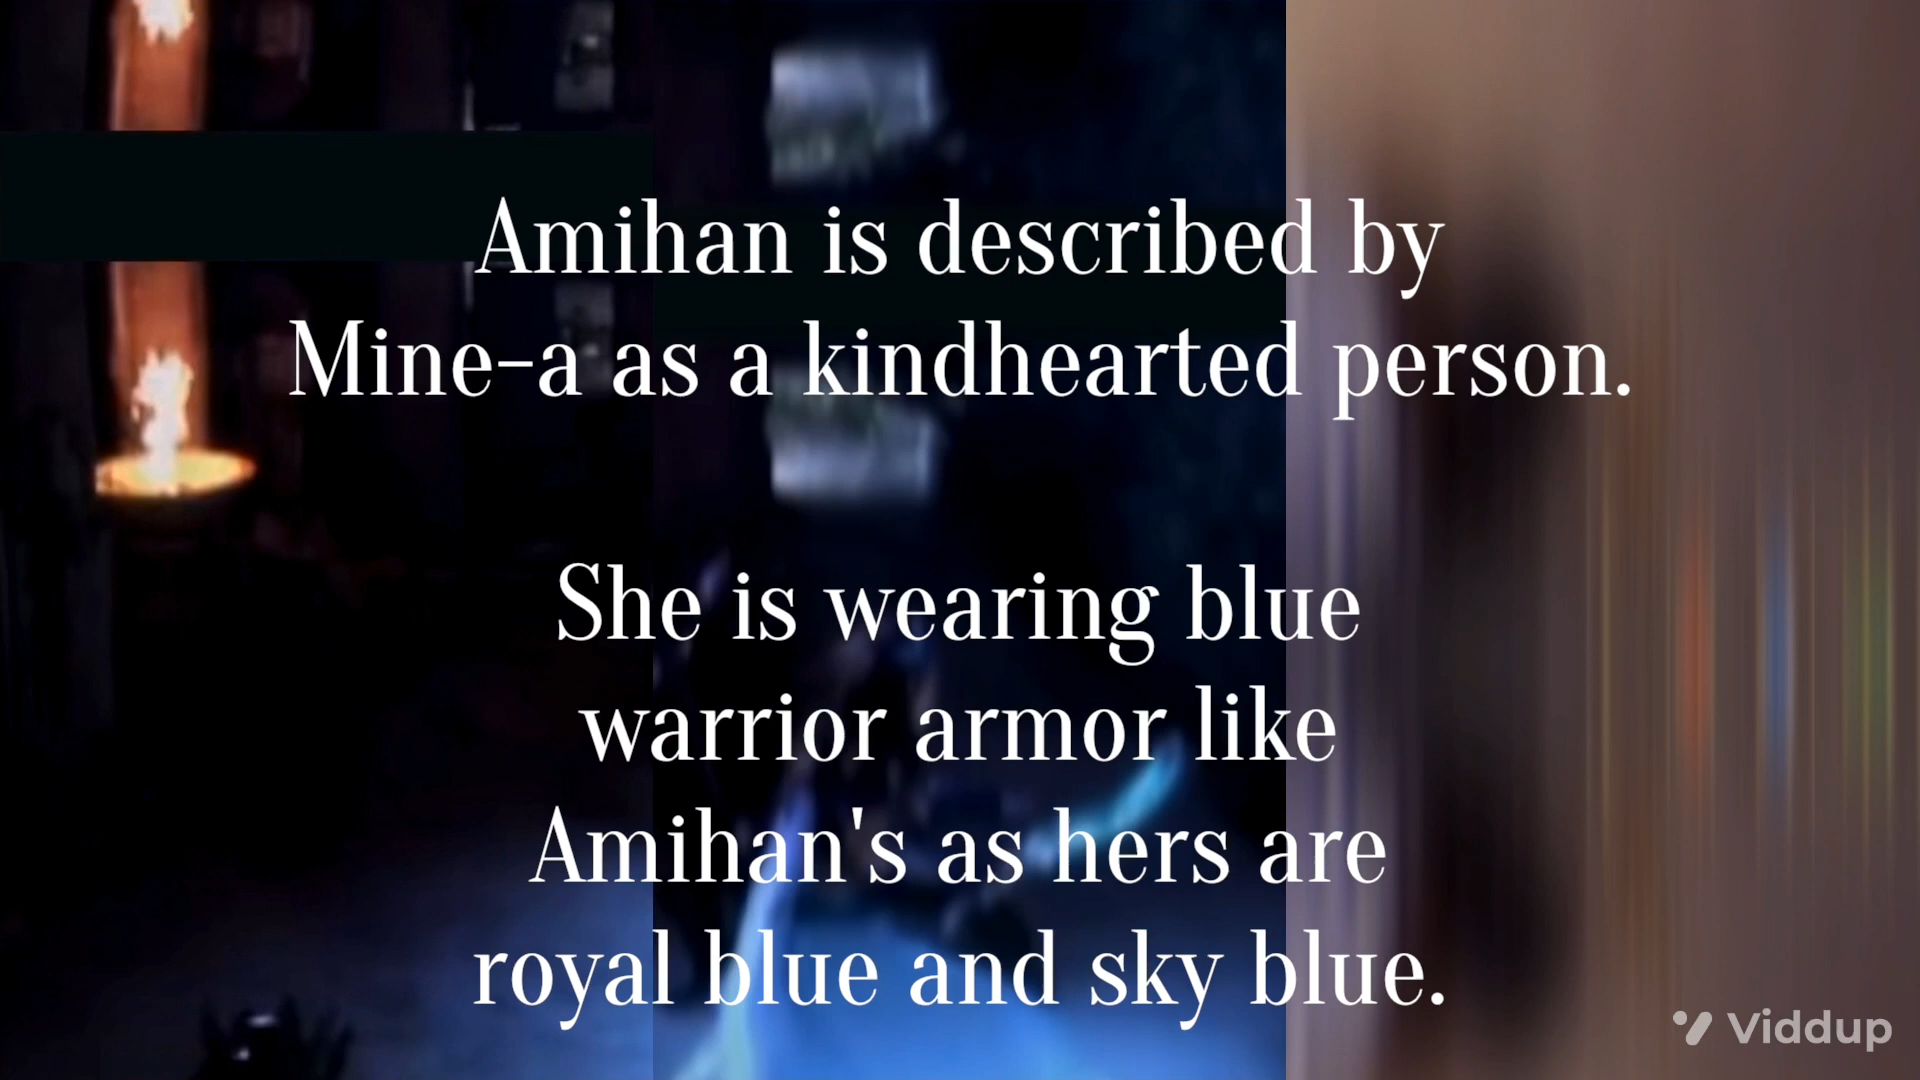 Amihan is described by
Mine-a as a kindhearted person.
She is wearing blue
warrior armor like
Amihan's as hers are
royal blue and sky blue.
Viddup